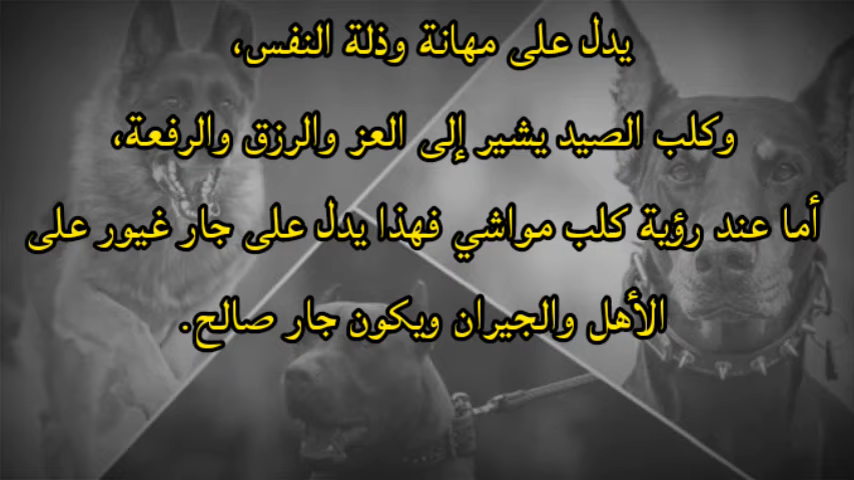 يدل على مهانة وذلة النفس،
وكلب الصيد يشير إلى العز والرزق والرفعة،
أما عند رؤية كلب مواشي فهذا يدل على جار غيور على
الأهل والجيران ويكون جار صالح.